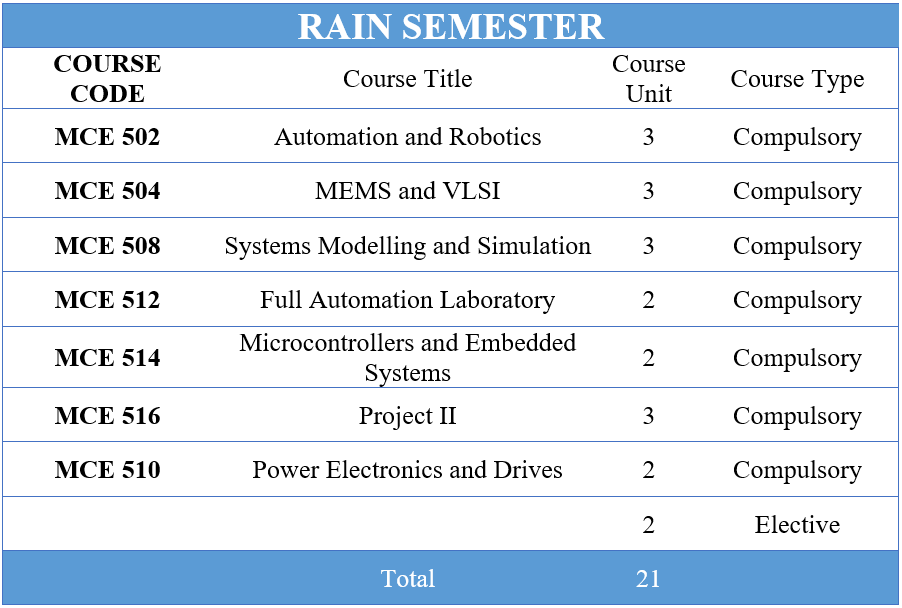 RAIN SEMESTER
COURSE CODE Course Title Course Unit Course Type
MCE 502 Automation and Robotics 3 Compulsory
MCE 504 MEMS and VLSI 3 Compulsory
MCE 508 Systems Modelling and Simulation 3 Compulsory
MCE 512 Full Automation Laboratory 2 Compulsory
MCE 514 Microcontrollers and Embedded Systems 2 Compulsory
MCE 516 Project II 3 Compulsory
MCE 510 Power Electronics and Drives 2 Compulsory
2 Elective
Total 21